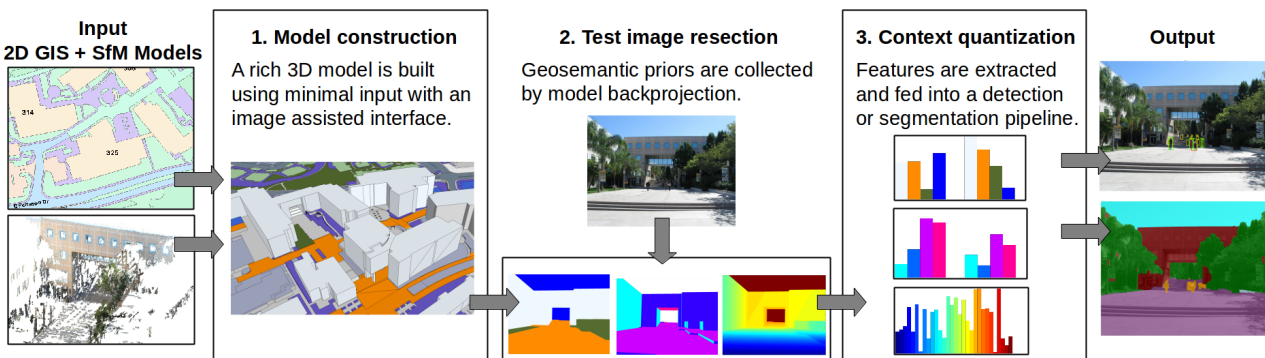 Input
2D GIS + SfM Models
314
325
1. Model construction
A rich 3D model is built
using minimal input with an
image assisted interface.
2. Test image resection
Geosemantic priors are collected
by model backprojection.
3. Context quantization
Features are extracted
and fed into a detection
or segmentation pipeline.
Output